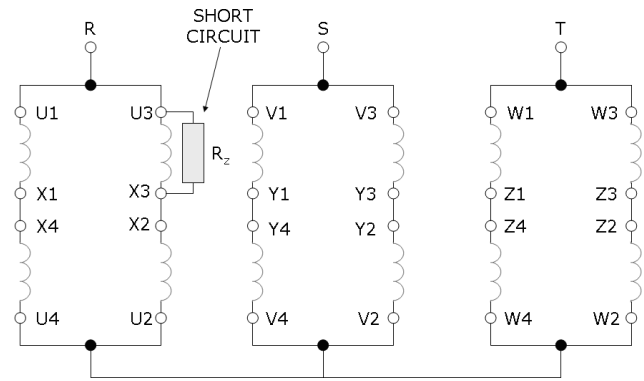 SHORT
CIRCUIT
R S T
U1 U3 V1 V3 W1 W3
Rz
X1 X3 Y1 Y3 Z1 Z3
X4 X2 Y4 Y2 Z4 Z2
U4 U2 V4 V2 W4 W2